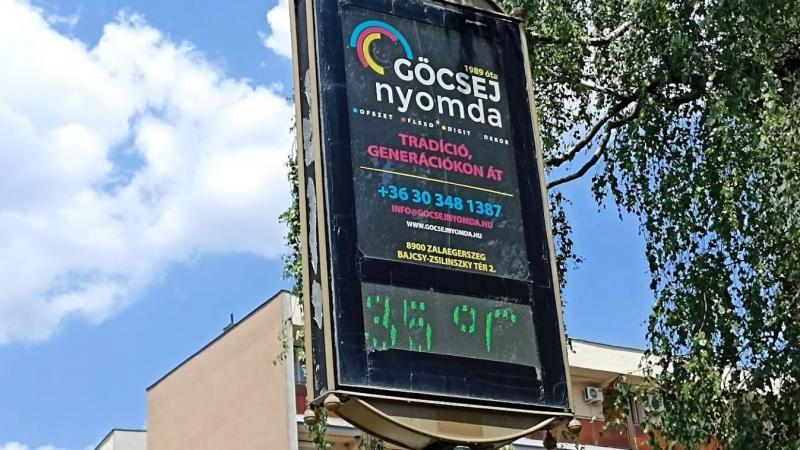 1989 óta
GÖCSEJ
nyomda
OFSZET FLEXO DIGIT DEKOR
TRADÍCIÓ,
GENERÁCIÓKON ÁT
+36 30 348 1387
INFO@GOCSEJNYOMDA.HU
WWW.GOCSEJNYOMDA.HU
8900 ZALAEGERSZEG
BAJCSY-ZSILINSZKY TÉR 2.
35 °C